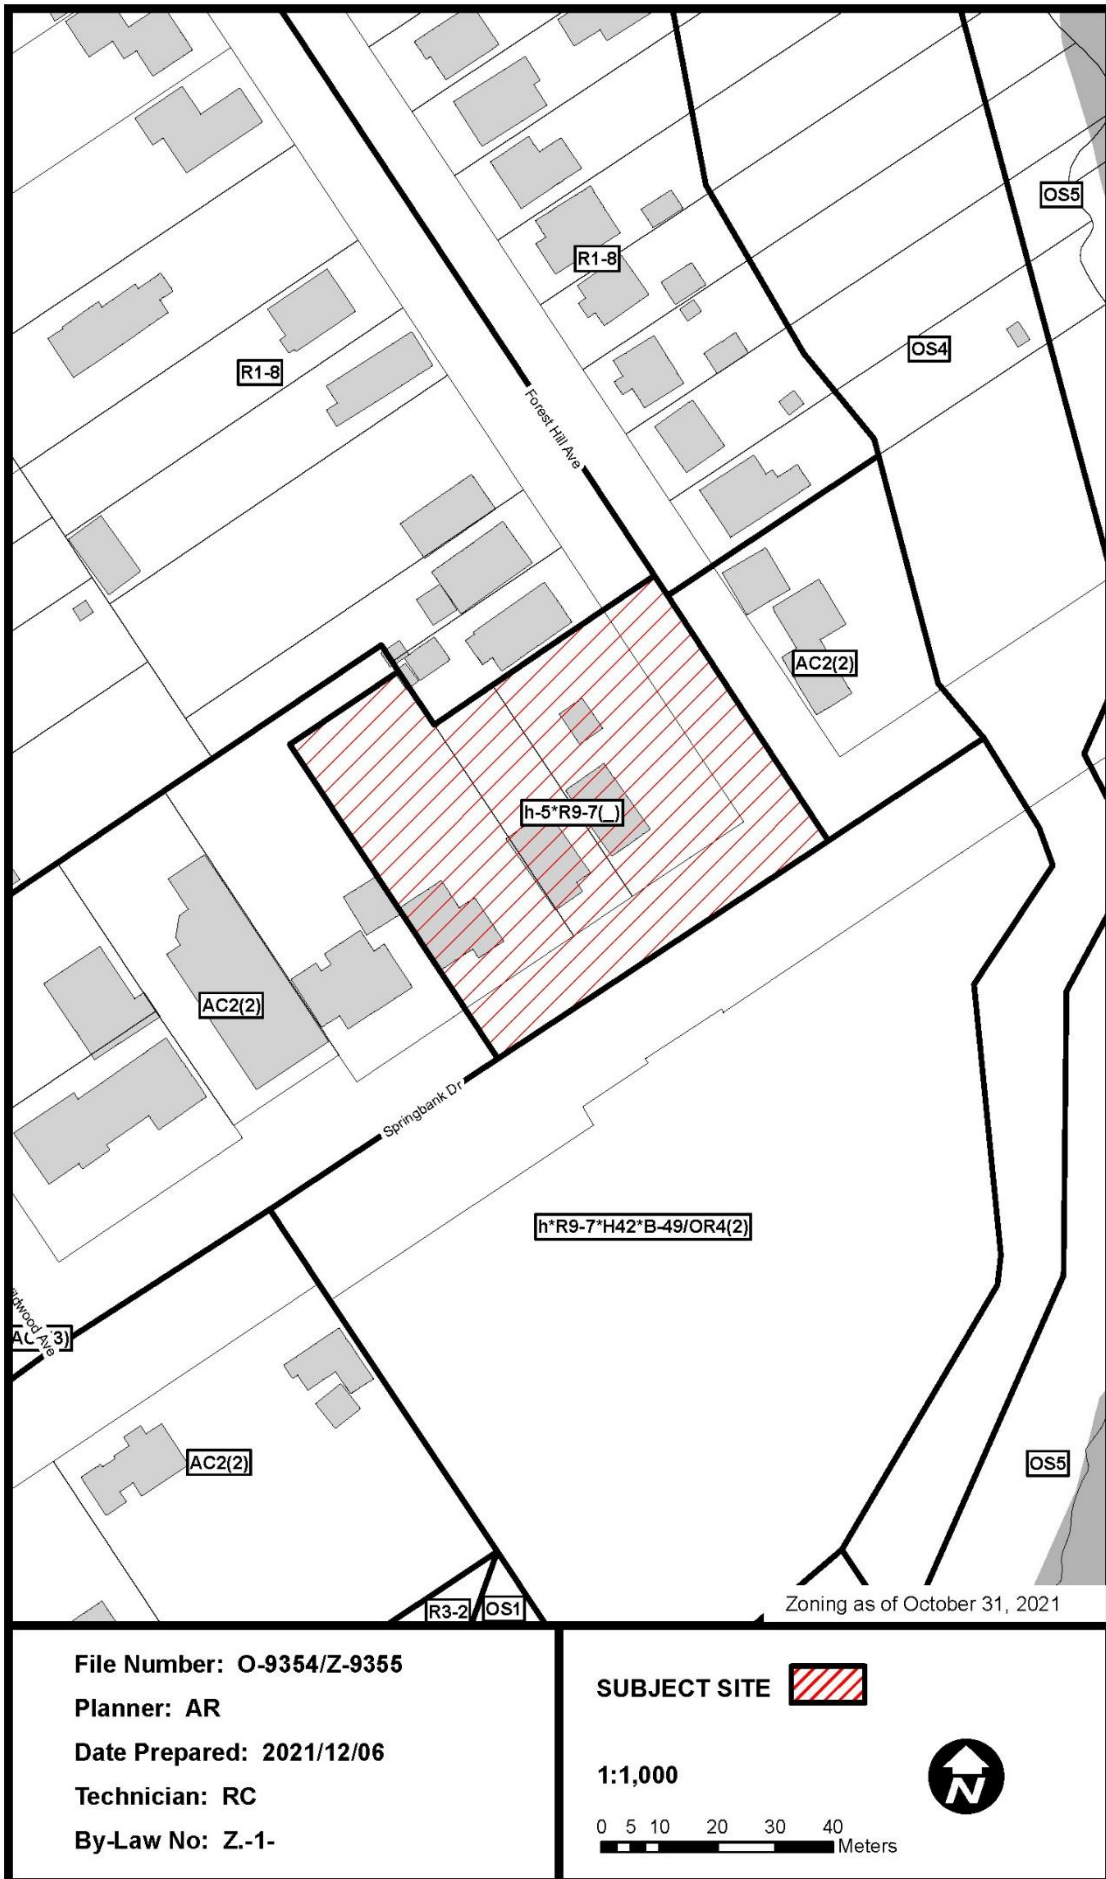 OS5
R1-8
OS4
R1-8
Forest Hill Ave
AC2(2)
h-5*R9-7(_)
AC2(2)
Springbank Dr
h*R9-7*H42*B-49/OR4(2)
Ave
3)
AC2(2)
OS5
R3-2
OS1
Zoning as of October 31, 2021
File Number: O-9354/Z-9355
Planner: AR
Date Prepared: 2021/12/06
Technician: RC
By-Law No: Z.-1-
SUBJECT SITE
1:1,000
N
0 5 10 20 30 40
Meters